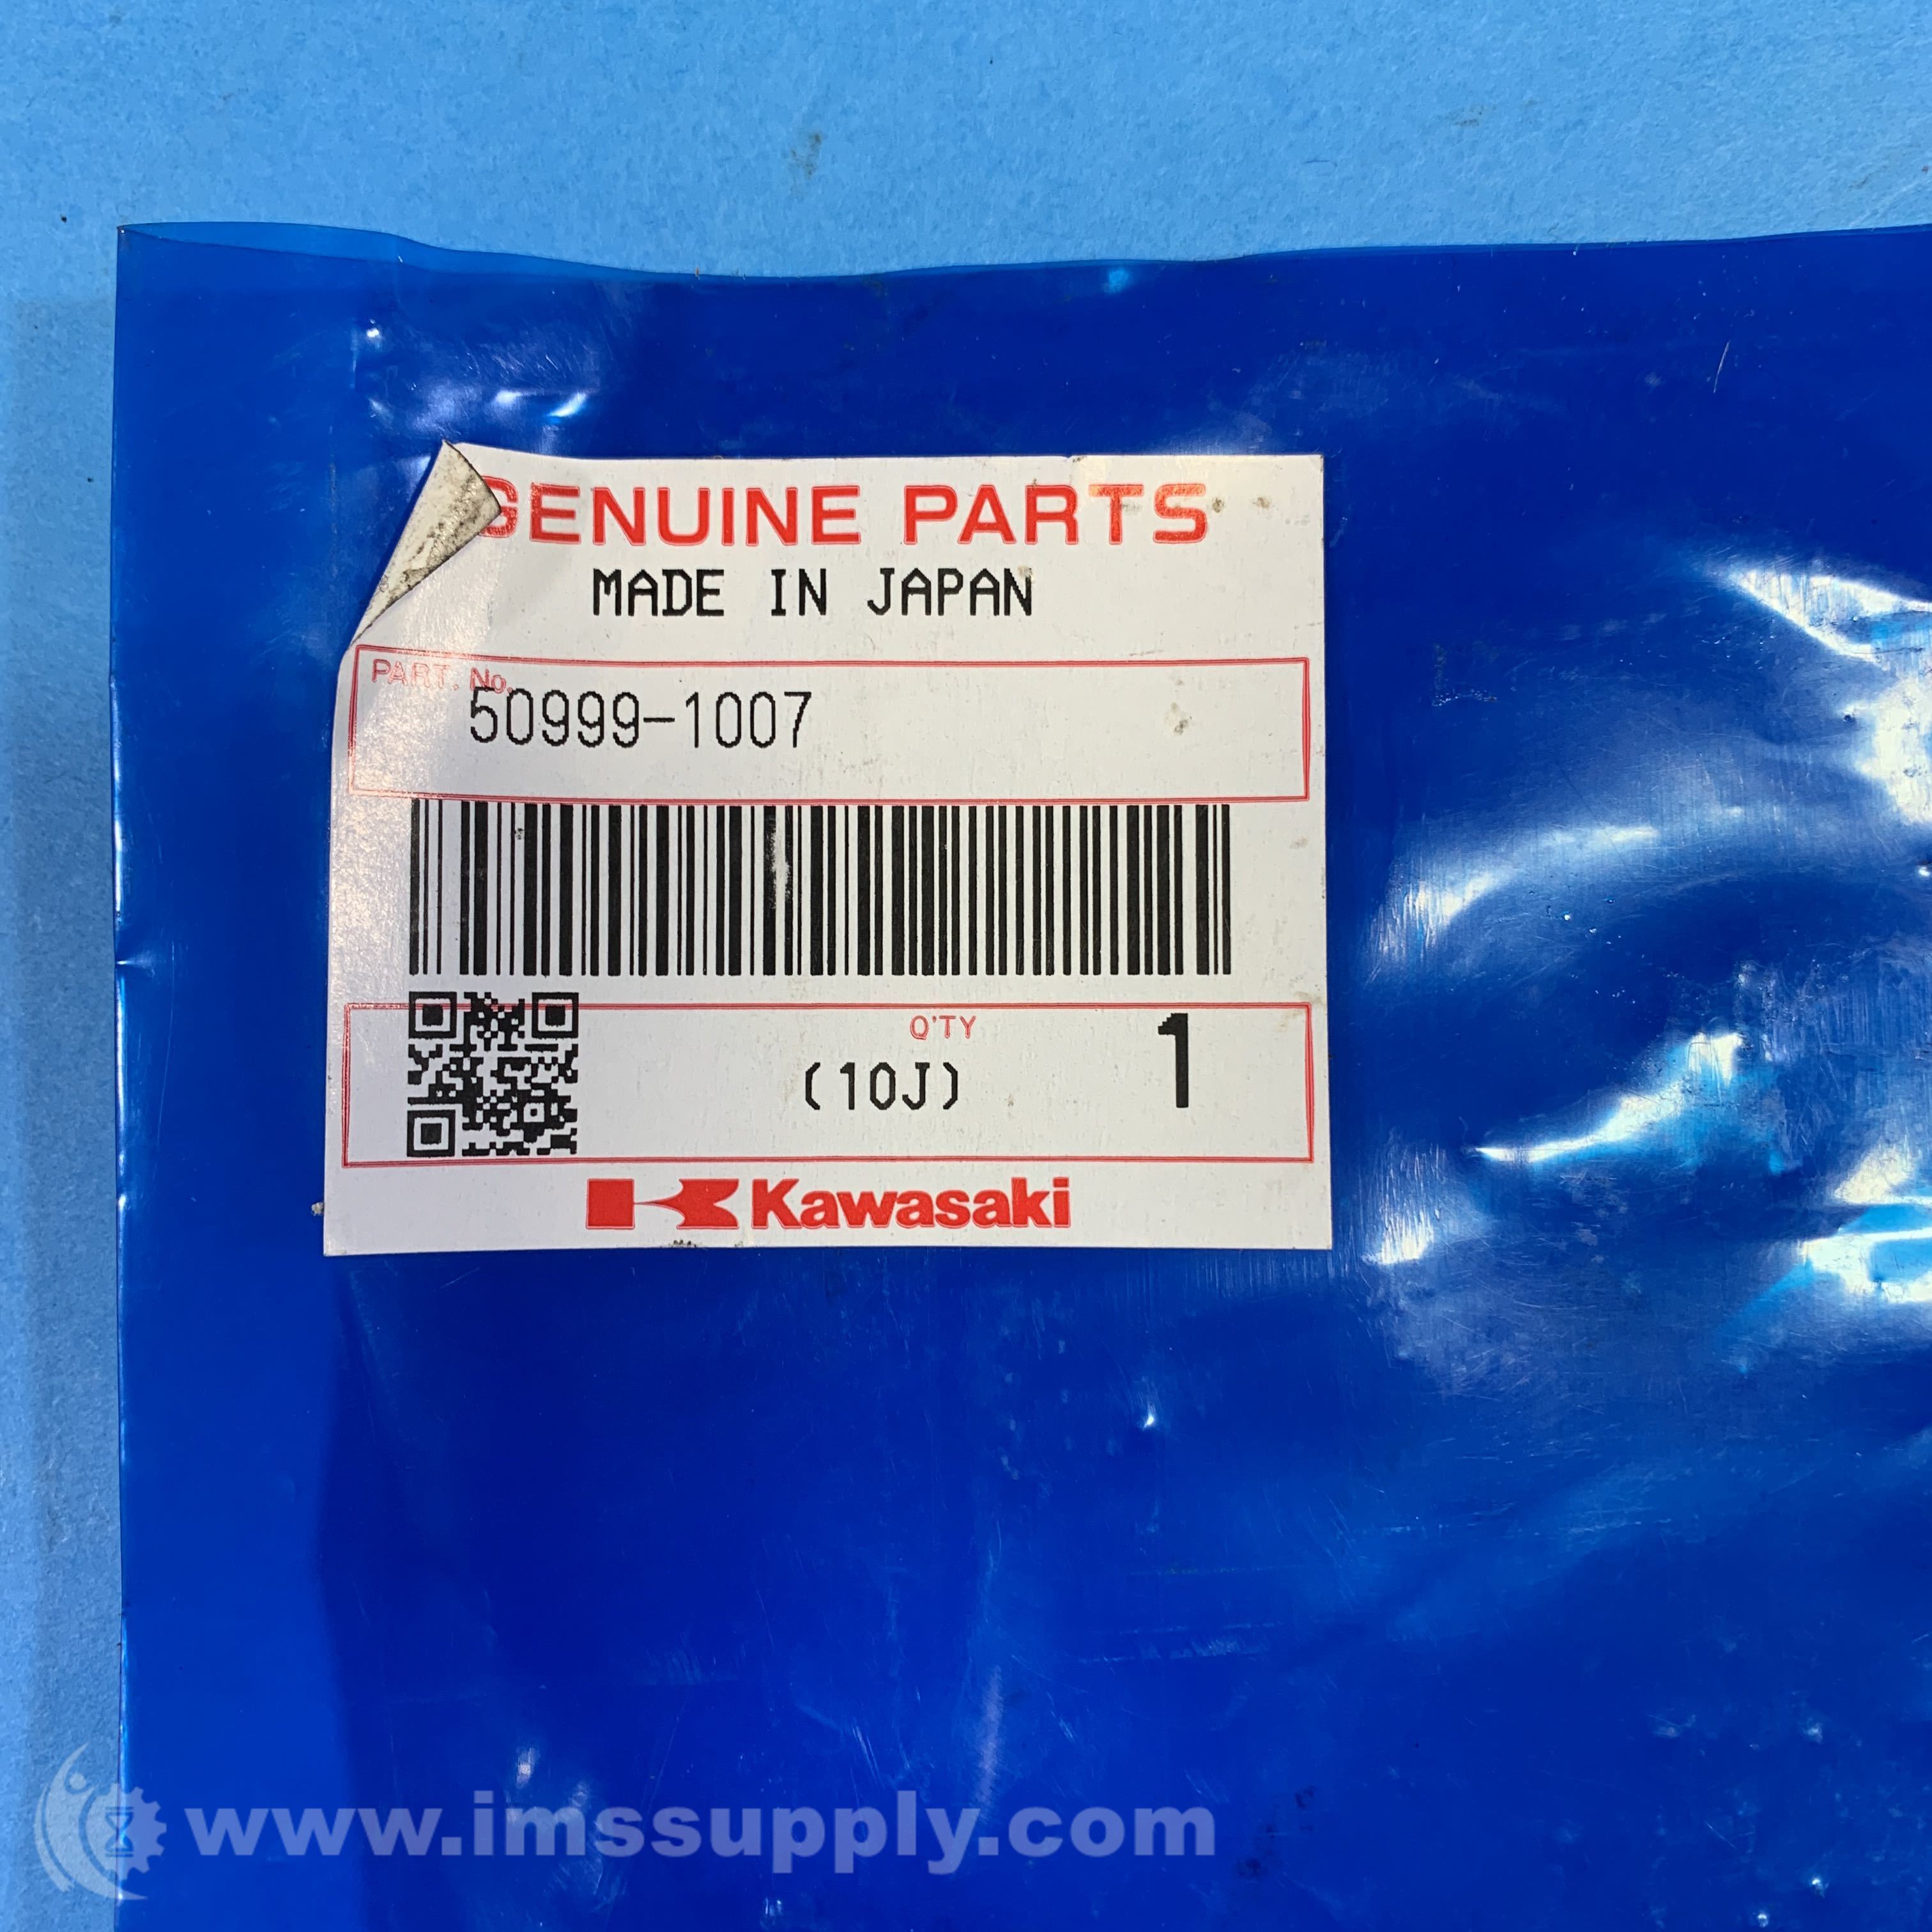 GENUINE PARTS
MADE IN JAPAN
PART. No.
50999-1007
Q'TY
(10J) 1
Kawasaki
www.imssupply.com